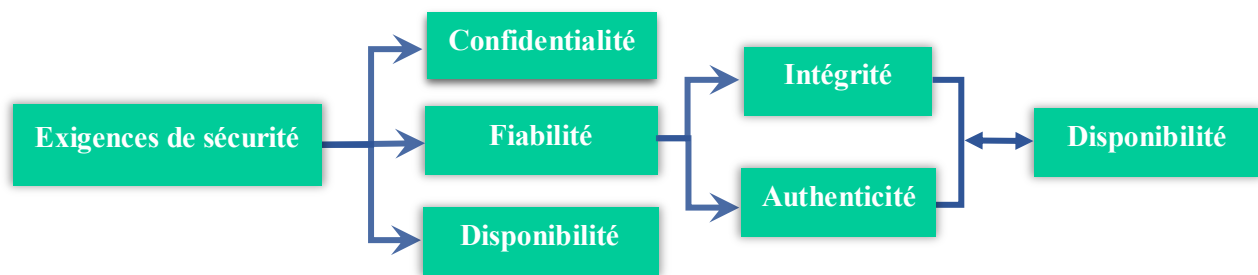 Exigences de sécurité
Confidentialité
Fiabilité
Disponibilité
Intégrité
Authenticité
Disponibilité